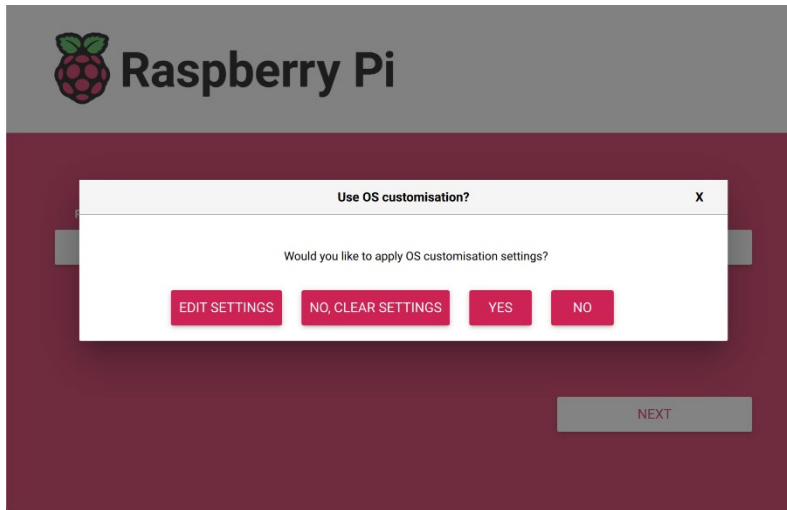 Raspberry Pi
Use OS customisation?
X
Would you like to apply OS customisation settings?
EDIT SETTINGS
NO, CLEAR SETTINGS
YES
NO
NEXT